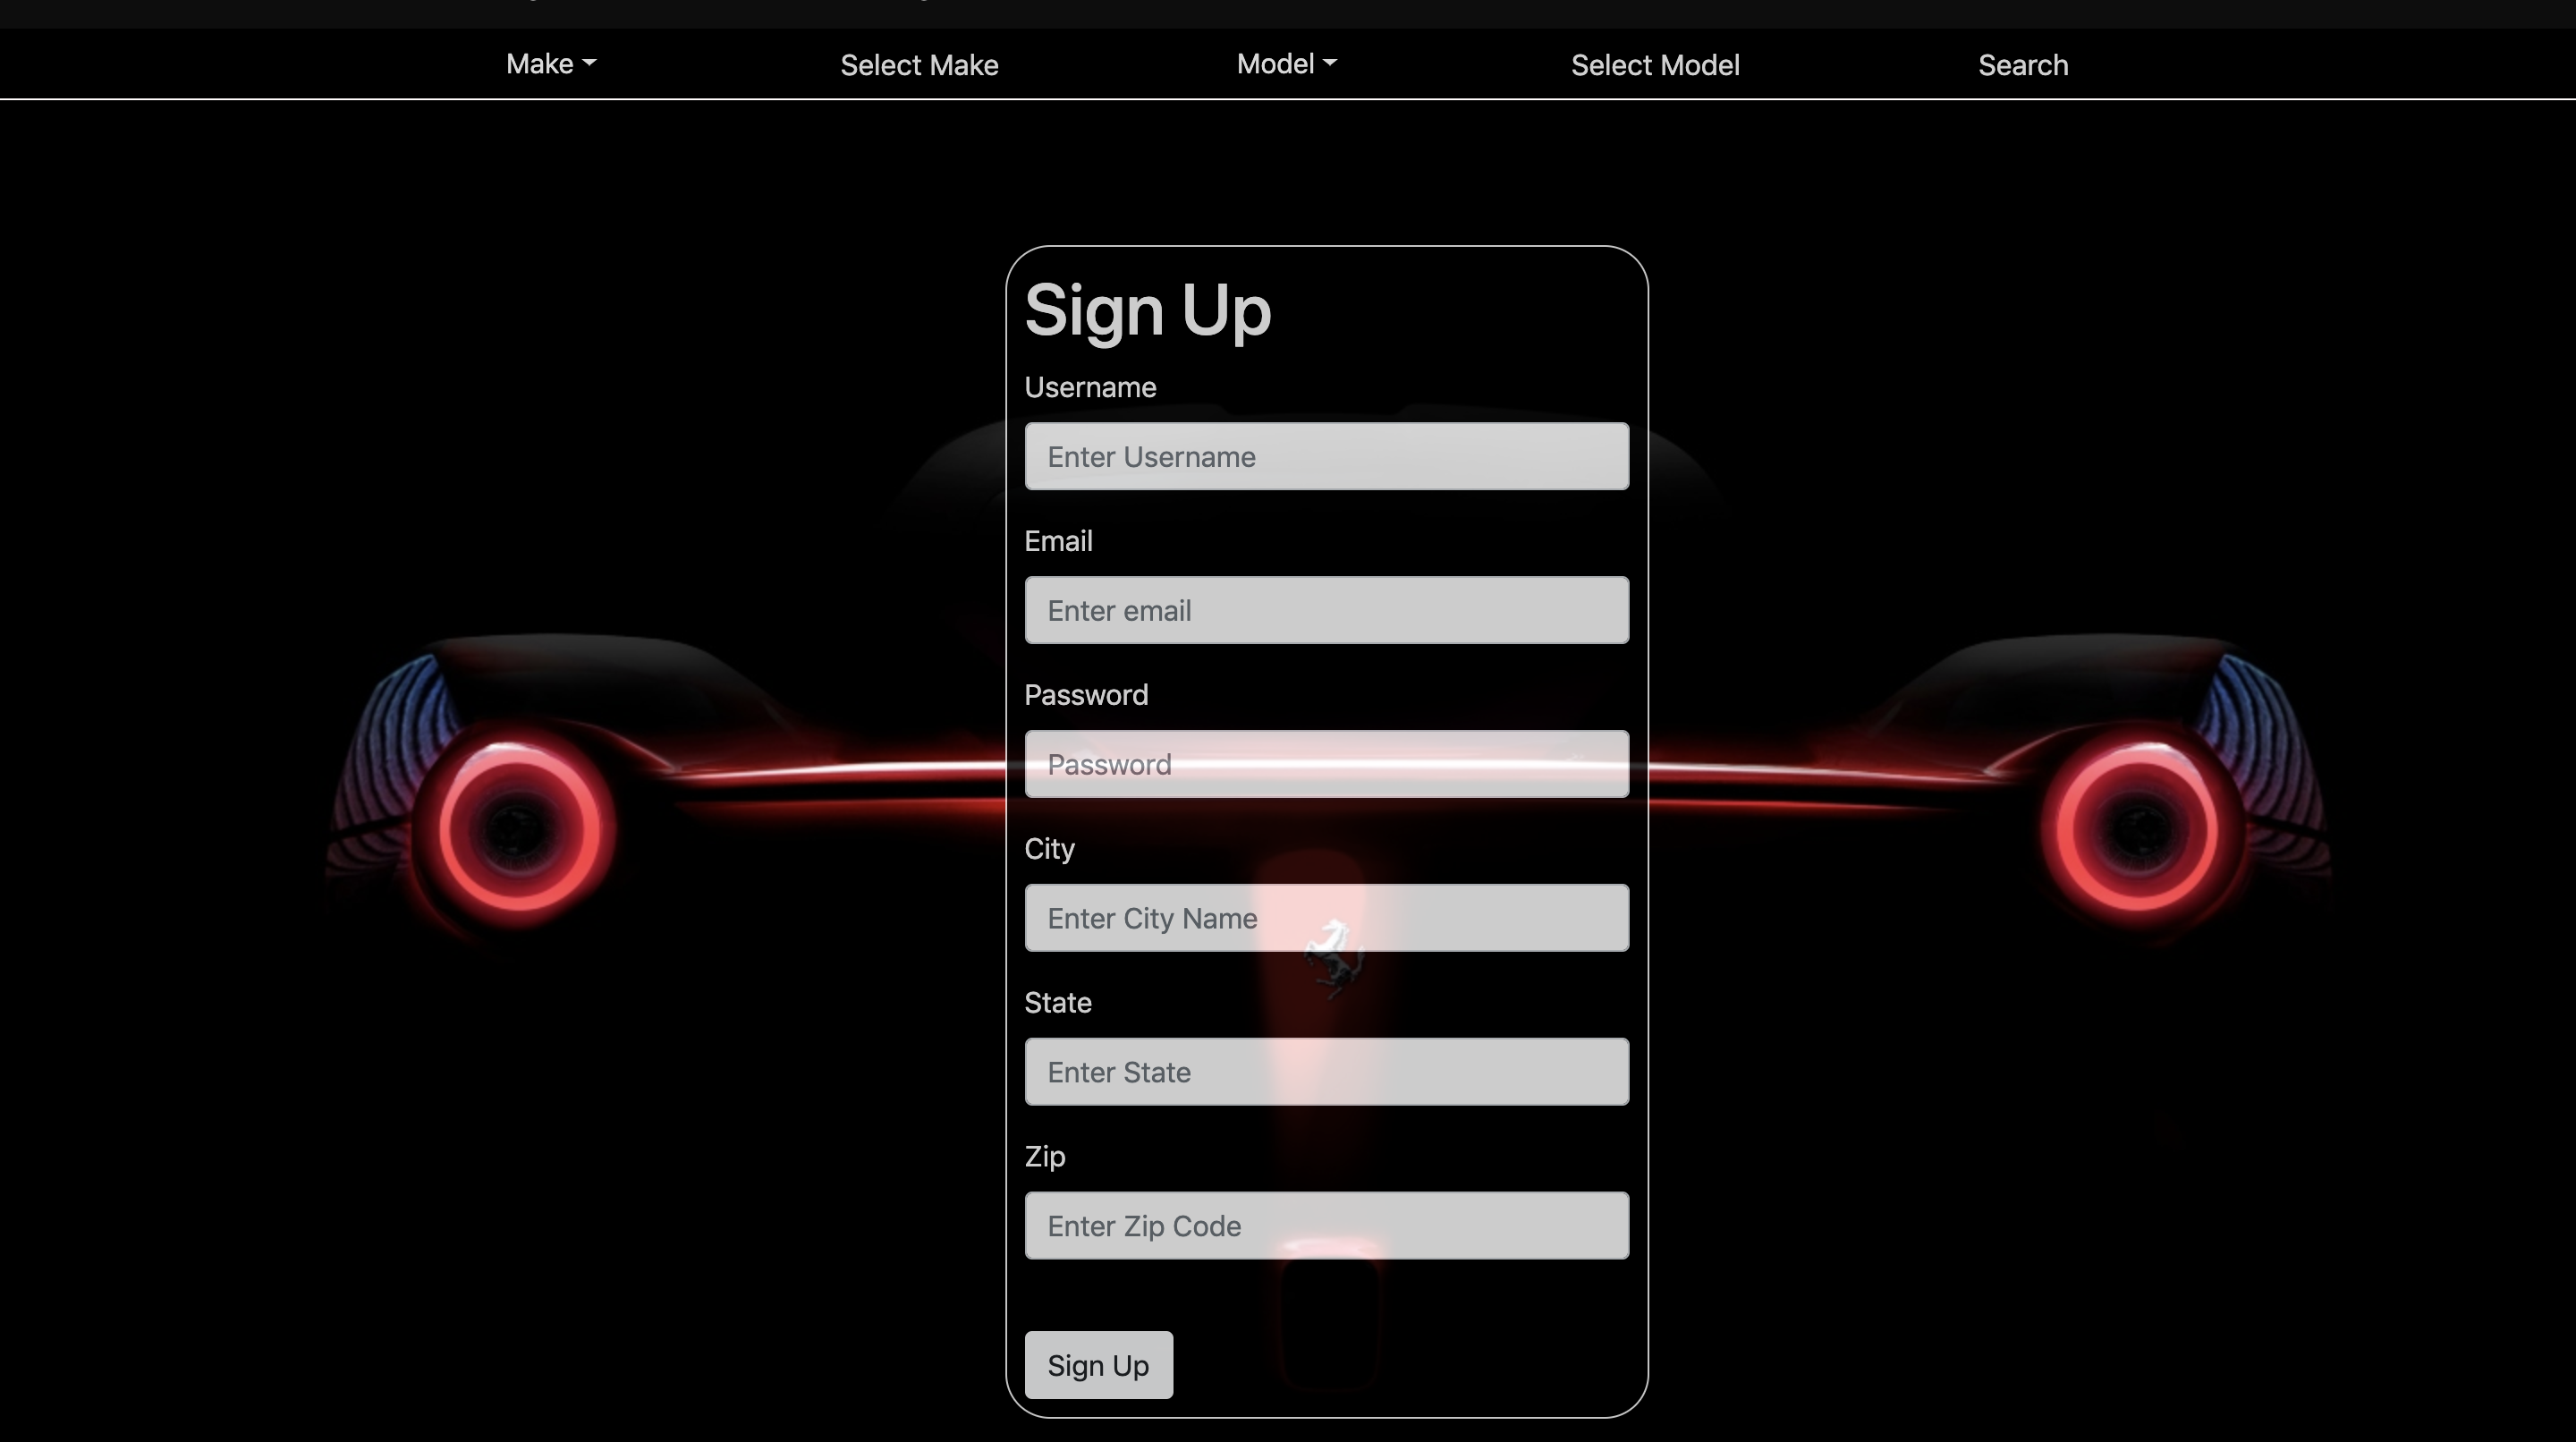 Make Select Make Model Select Model Search
Sign Up
Username
Enter Username
Email
Enter email
Password
Password
City
Enter City Name
State
Enter State
Zip
Enter Zip Code
Sign Up